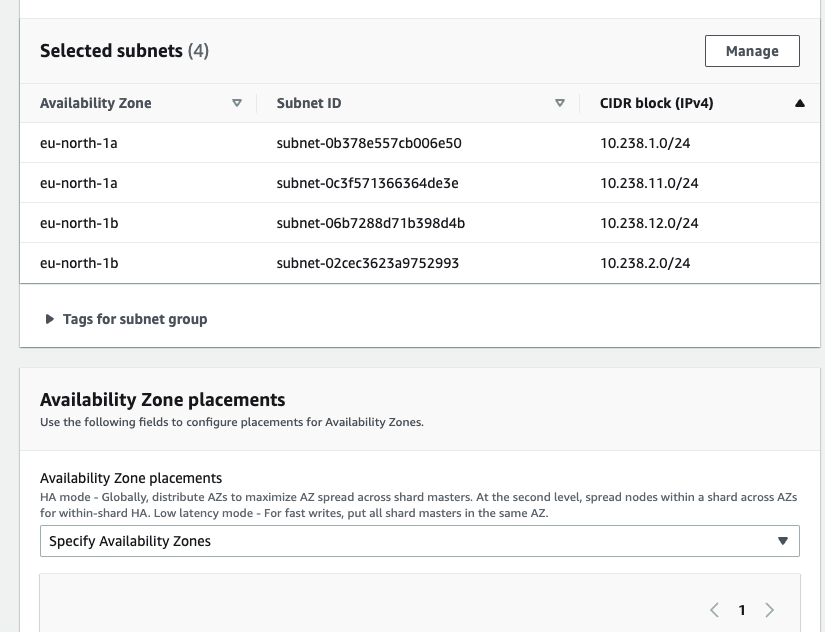 Selected subnets (4)
Manage
Availability Zone Subnet ID CIDR block (IPv4)
eu-north-1a subnet-0b378e557cb006e50 10.238.1.0/24
eu-north-1a subnet-0c3f571366364de3e 10.238.11.0/24
eu-north-1b subnet-06b7288d71b398d4b 10.238.12.0/24
eu-north-1b subnet-02cec3623a9752993 10.238.2.0/24
Tags for subnet group
Availability Zone placements
Use the following fields to configure placements for Availability Zones.
Availability Zone placements
HA mode - Globally, distribute AZs to maximize AZ spread across shard masters. At the second level, spread nodes within a shard across AZs
for within-shard HA. Low latency mode - For fast writes, put all shard masters in the same AZ.
Specify Availability Zones
1